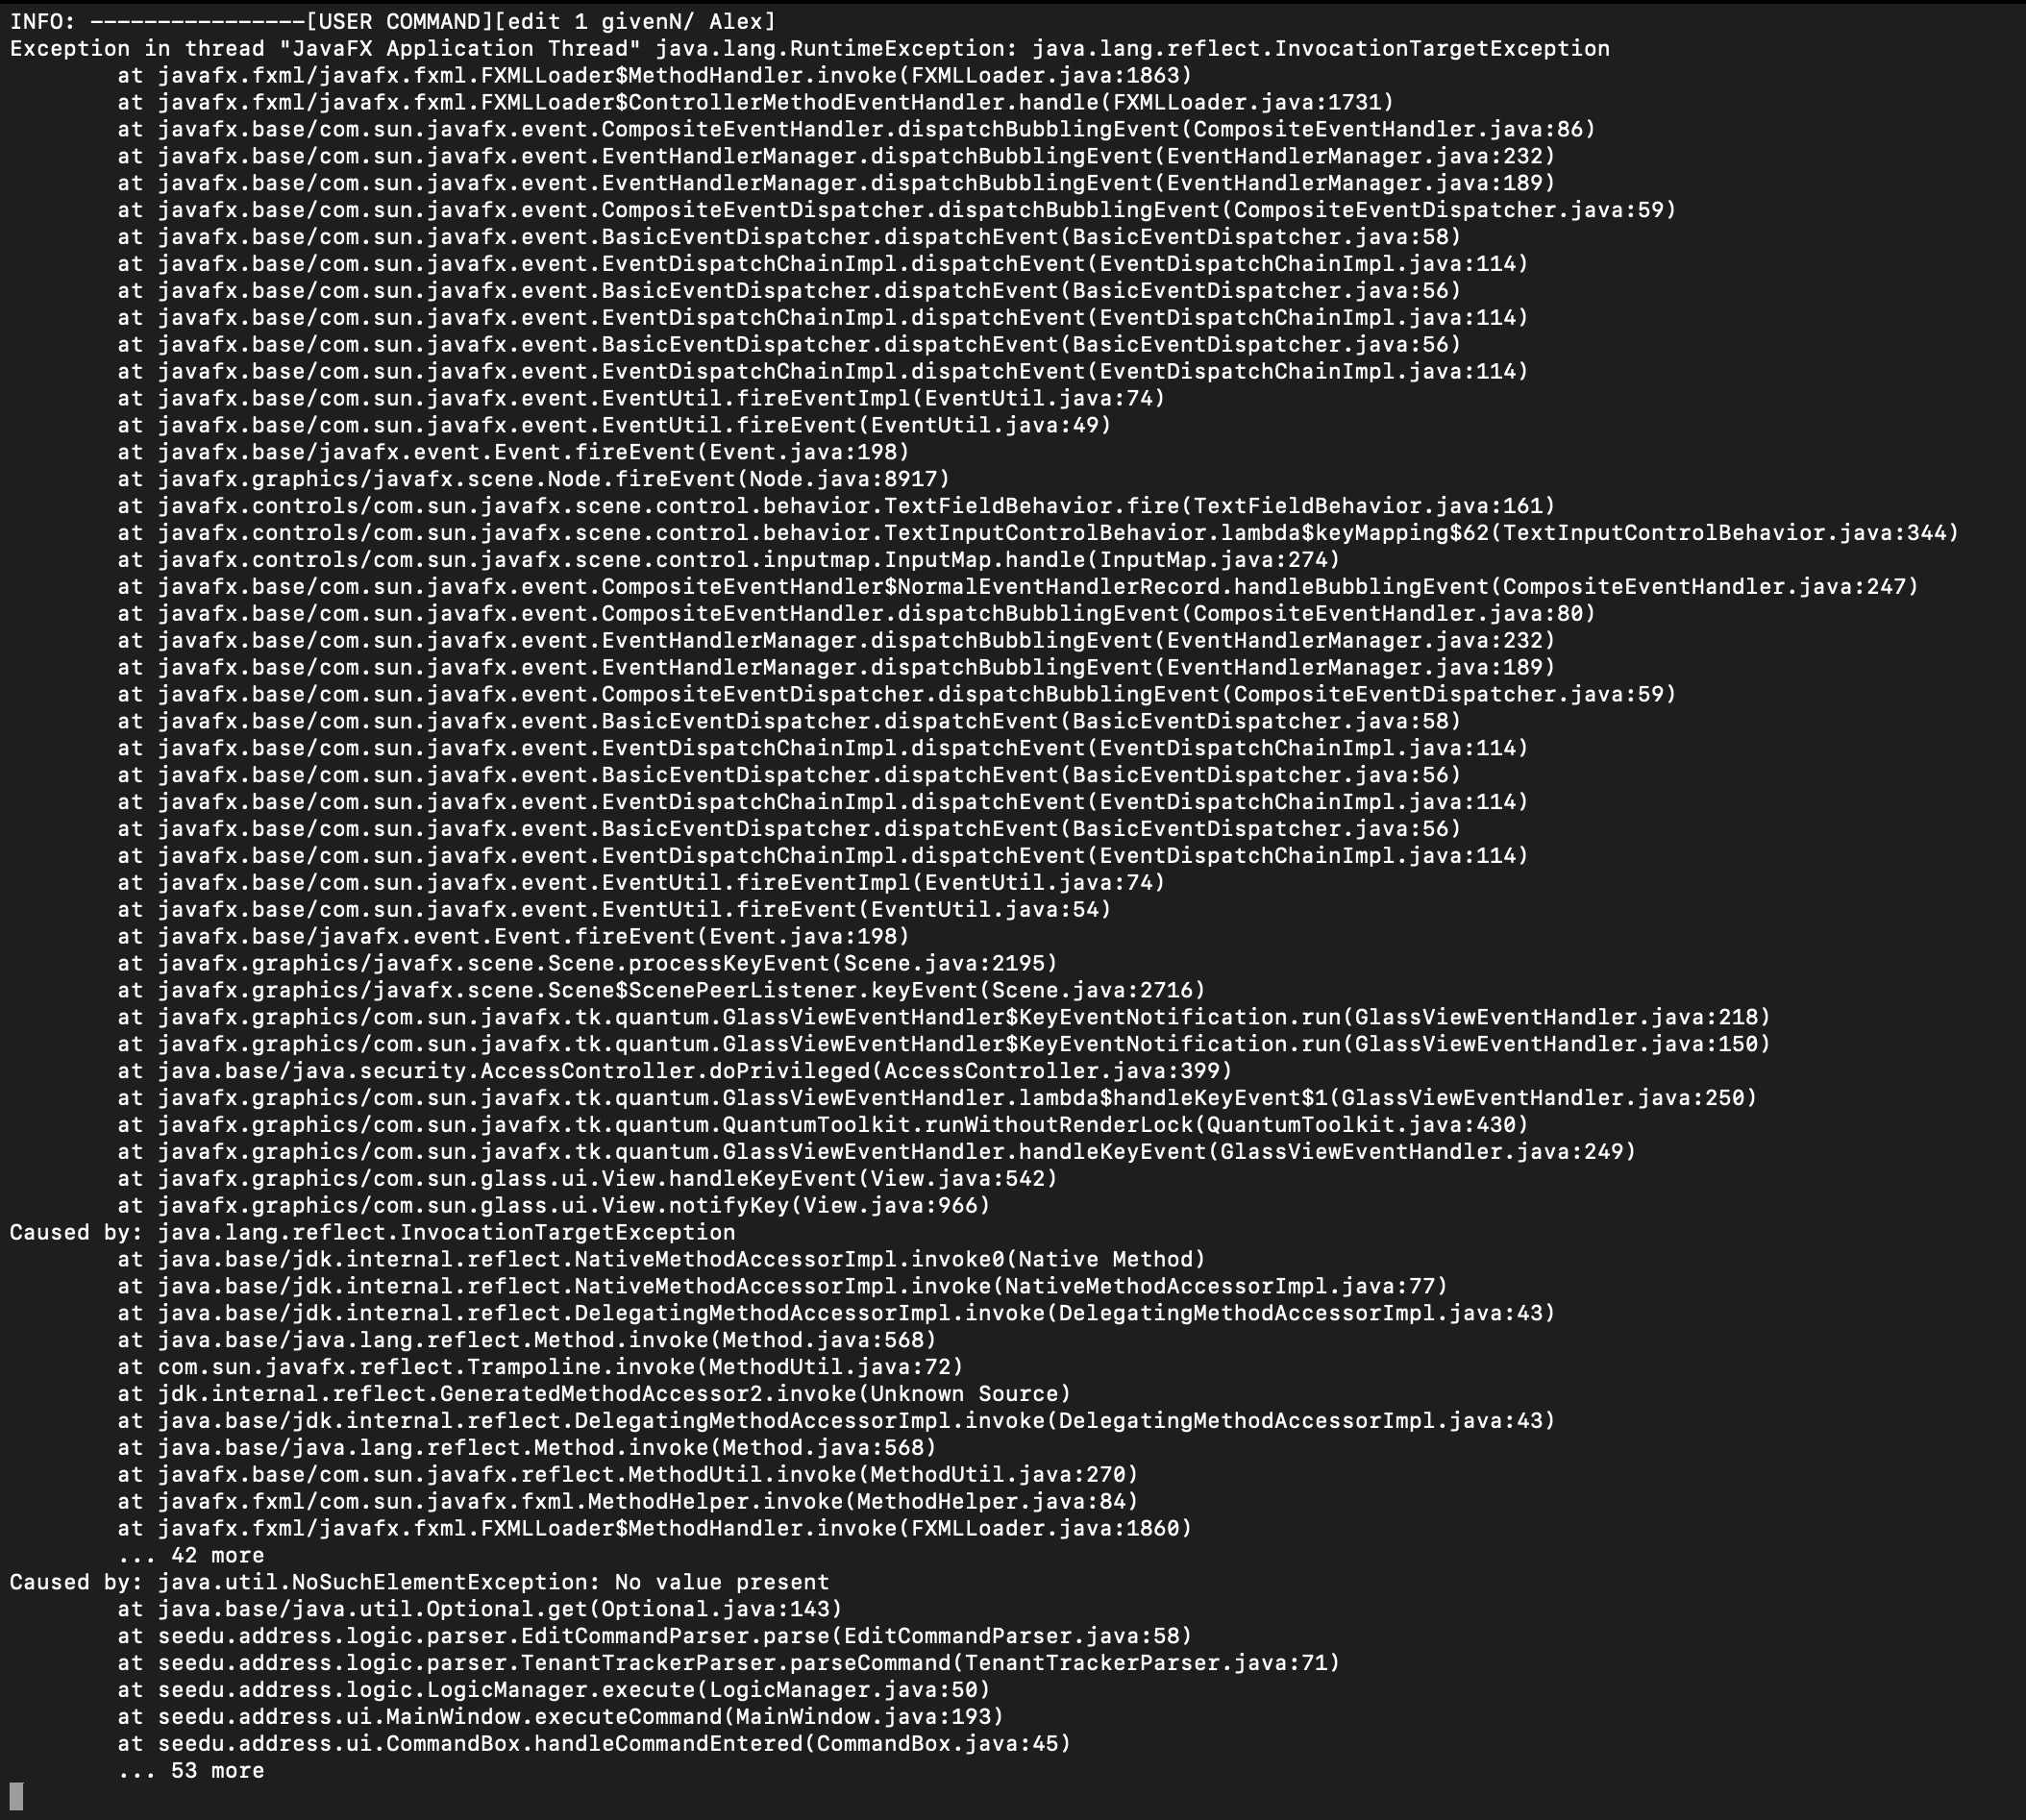 INFO: ----------------[USER COMMAND][edit 1 givenN/ Alex]
Exception in thread "JavaFX Application Thread" java.lang.RuntimeException: java.lang.reflect.InvocationTargetException
at javafx.fxml/javafx.fxml.FXMLLoader$MethodHandler.invoke(FXMLLoader.java:1863)
at javafx.fxml/javafx.fxml.FXMLLoader$ControllerMethodEventHandler.handle(FXMLLoader.java:1731)
at javafx.base/com.sun.javafx.event.CompositeEventHandler.dispatchBubblingEvent(CompositeEventHandler.java:86)
at javafx.base/com.sun.javafx.event.EventHandlerManager.dispatchBubblingEvent(EventHandlerManager.java:232)
at javafx.base/com.sun.javafx.event.EventHandlerManager.dispatchBubblingEvent(EventHandlerManager.java:189)
at javafx.base/com.sun.javafx.event.CompositeEventDispatcher.dispatchBubblingEvent(CompositeEventDispatcher.java:59)
at javafx.base/com.sun.javafx.event.BasicEventDispatcher.dispatchEvent(BasicEventDispatcher.java:58)
at javafx.base/com.sun.javafx.event.EventDispatchChainImpl.dispatchEvent(EventDispatchChainImpl.java:114)
at javafx.base/com.sun.javafx.event.BasicEventDispatcher.dispatchEvent(BasicEventDispatcher.java:56)
at javafx.base/com.sun.javafx.event.EventDispatchChainImpl.dispatchEvent(EventDispatchChainImpl.java:114)
at javafx.base/com.sun.javafx.event.BasicEventDispatcher.dispatchEvent(BasicEventDispatcher.java:56)
at javafx.base/com.sun.javafx.event.EventDispatchChainImpl.dispatchEvent(EventDispatchChainImpl.java:114)
at javafx.base/com.sun.javafx.event.EventUtil.fireEventImpl(EventUtil.java:74)
at javafx.base/com.sun.javafx.event.EventUtil.fireEvent(EventUtil.java:49)
at javafx.base/javafx.event.Event.fireEvent(Event.java:198)
at javafx.graphics/javafx.scene.Node.fireEvent(Node.java:8917)
at javafx.controls/com.sun.javafx.scene.control.behavior.TextFieldBehavior.fire(TextFieldBehavior.java:161)
at javafx.controls/com.sun.javafx.scene.control.behavior.TextInputControlBehavior.lambda$keyMapping$62(TextInputControlBehavior.java:344)
at javafx.controls/com.sun.javafx.scene.control.inputmap.InputMap.handle(InputMap.java:274)
at javafx.base/com.sun.javafx.event.CompositeEventHandler$NormalEventHandlerRecord.handleBubblingEvent(CompositeEventHandler.java:247)
at javafx.base/com.sun.javafx.event.CompositeEventHandler.dispatchBubblingEvent(CompositeEventHandler.java:80)
at javafx.base/com.sun.javafx.event.EventHandlerManager.dispatchBubblingEvent(EventHandlerManager.java:232)
at javafx.base/com.sun.javafx.event.EventHandlerManager.dispatchBubblingEvent(EventHandlerManager.java:189)
at javafx.base/com.sun.javafx.event.CompositeEventDispatcher.dispatchBubblingEvent(CompositeEventDispatcher.java:59)
at javafx.base/com.sun.javafx.event.BasicEventDispatcher.dispatchEvent(BasicEventDispatcher.java:58)
at javafx.base/com.sun.javafx.event.EventDispatchChainImpl.dispatchEvent(EventDispatchChainImpl.java:114)
at javafx.base/com.sun.javafx.event.BasicEventDispatcher.dispatchEvent(BasicEventDispatcher.java:56)
at javafx.base/com.sun.javafx.event.EventDispatchChainImpl.dispatchEvent(EventDispatchChainImpl.java:114)
at javafx.base/com.sun.javafx.event.BasicEventDispatcher.dispatchEvent(BasicEventDispatcher.java:56)
at javafx.base/com.sun.javafx.event.EventDispatchChainImpl.dispatchEvent(EventDispatchChainImpl.java:114)
at javafx.base/com.sun.javafx.event.EventUtil.fireEventImpl(EventUtil.java:74)
at javafx.base/com.sun.javafx.event.EventUtil.fireEvent(EventUtil.java:54)
at javafx.base/javafx.event.Event.fireEvent(Event.java:198)
at javafx.graphics/javafx.scene.Scene.processKeyEvent(Scene.java:2195)
at javafx.graphics/javafx.scene.Scene$ScenePeerListener.keyEvent(Scene.java:2716)
at javafx.graphics/com.sun.javafx.tk.quantum.GlassViewEventHandler$KeyEventNotification.run(GlassViewEventHandler.java:218)
at javafx.graphics/com.sun.javafx.tk.quantum.GlassViewEventHandler$KeyEventNotification.run(GlassViewEventHandler.java:150)
at java.base/java.security.AccessController.doPrivileged(AccessController.java:399)
at javafx.graphics/com.sun.javafx.tk.quantum.GlassViewEventHandler.lambda$handleKeyEvent$1(GlassViewEventHandler.java:250)
at javafx.graphics/com.sun.javafx.tk.quantum.QuantumToolkit.runWithoutRenderLock(QuantumToolkit.java:430)
at javafx.graphics/com.sun.javafx.tk.quantum.GlassViewEventHandler.handleKeyEvent(GlassViewEventHandler.java:249)
at javafx.graphics/com.sun.glass.ui.View.handleKeyEvent(View.java:542)
at javafx.graphics/com.sun.glass.ui.View.notifyKey(View.java:966)
Caused by: java.lang.reflect.InvocationTargetException
at java.base/jdk.internal.reflect.NativeMethodAccessorImpl.invoke0(Native Method)
at java.base/jdk.internal.reflect.NativeMethodAccessorImpl.invoke(NativeMethodAccessorImpl.java:77)
at java.base/jdk.internal.reflect.DelegatingMethodAccessorImpl.invoke(DelegatingMethodAccessorImpl.java:43)
at java.base/java.lang.reflect.Method.invoke(Method.java:568)
at com.sun.javafx.reflect.Trampoline.invoke(MethodUtil.java:72)
at jdk.internal.reflect.GeneratedMethodAccessor2.invoke(Unknown Source)
at java.base/jdk.internal.reflect.DelegatingMethodAccessorImpl.invoke(DelegatingMethodAccessorImpl.java:43)
at java.base/java.lang.reflect.Method.invoke(Method.java:568)
at javafx.base/com.sun.javafx.reflect.MethodUtil.invoke(MethodUtil.java:270)
at javafx.fxml/com.sun.javafx.fxml.MethodHelper.invoke(MethodHelper.java:84)
at javafx.fxml/javafx.fxml.FXMLLoader$MethodHandler.invoke(FXMLLoader.java:1860)
... 42 more
Caused by: java.util.NoSuchElementException: No value present
at java.base/java.util.Optional.get(Optional.java:143)
at seedu.address.logic.parser.EditCommandParser.parse(EditCommandParser.java:58)
at seedu.address.logic.parser.TenantTrackerParser.parseCommand(TenantTrackerParser.java:71)
at seedu.address.logic.LogicManager.execute(LogicManager.java:50)
at seedu.address.ui.MainWindow.executeCommand(MainWindow.java:193)
at seedu.address.ui.CommandBox.handleCommandEntered(CommandBox.java:45)
... 53 more